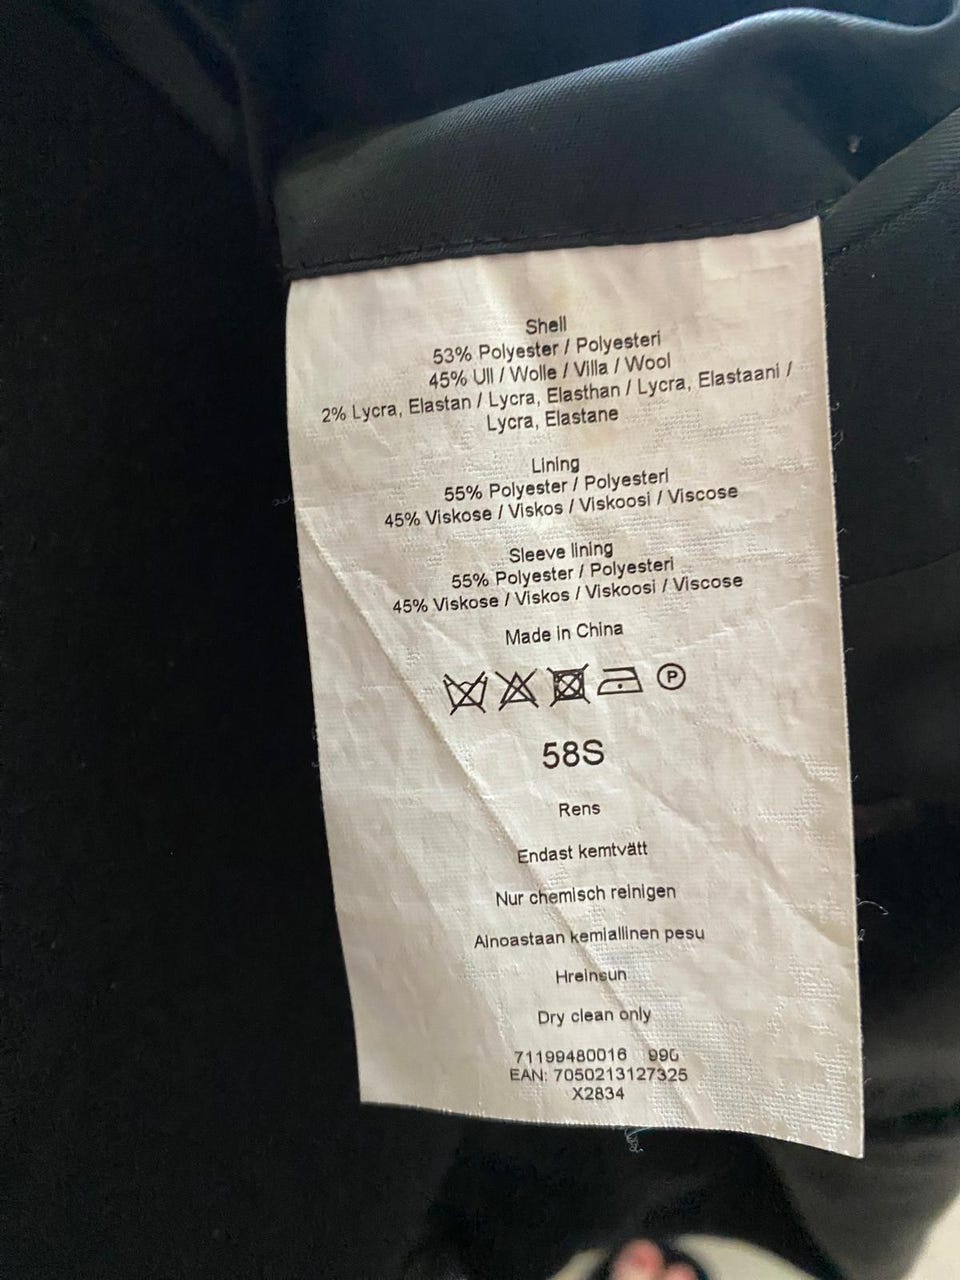 Shell
53% Polyester / Polyesteri
45% Ull / Wolle / Villa / Wool
2% Lycra, Elastan / Lycra, Elasthan / Lycra, Elastaani /
Lycra, Elastane
Lining
55% Polyester / Polyesteri
45% Viskose / Viskos / Viskoosi / Viscose
Sleeve lining
55% Polyester / Polyesteri
45% Viskose / Viskos / Viskoosi / Viscose
Made in China
P
58S
Rens
Endast kemtvätt
Nur chemisch reinigen
Ainoastaan kemiallinen pesu
Hreinsun
Dry clean only
71199480016
EAN: 7050213127325
X2834